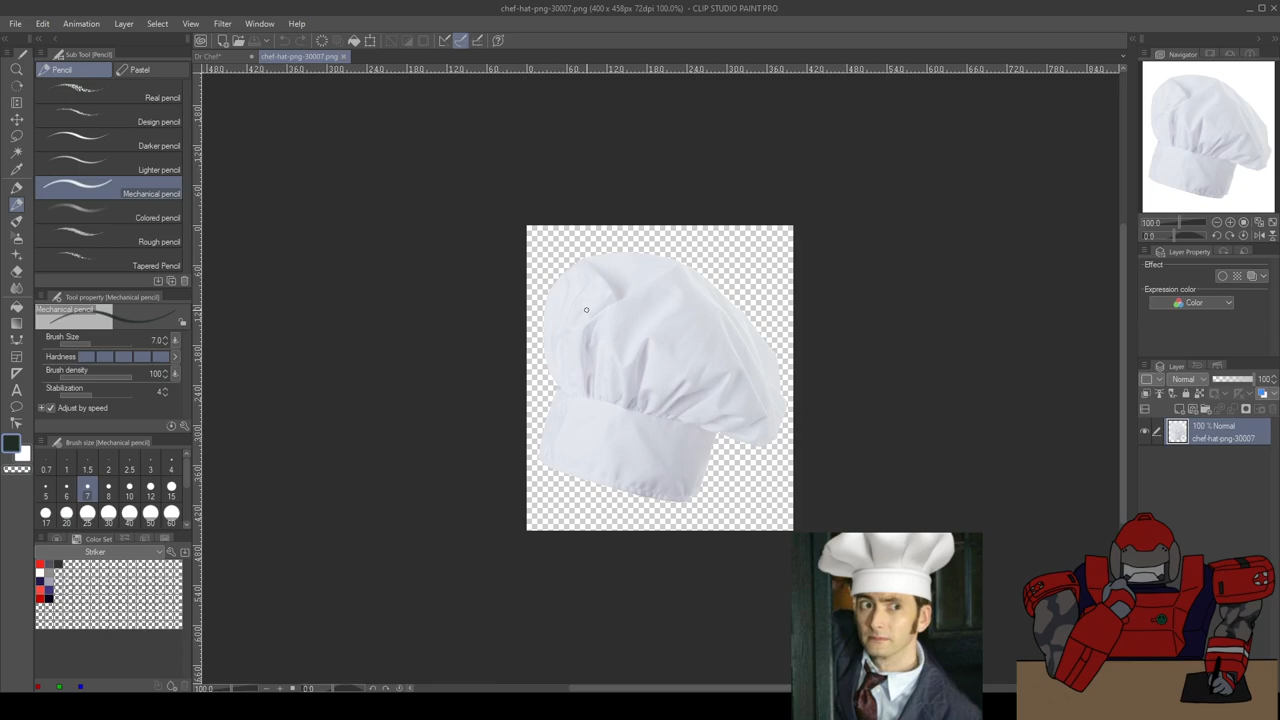 chef-hat-png-30007.png (400 x 458px 72dpi 100.0%) - CLIP STUDIO PAINT PRO
File Edit Animation Layer Select View Filter Window Help
Dr Chef* chef-hat-png-30007.png
Sub Tool [Pencil]
Pencil Pastel
Real pencil
Design pencil
Darker pencil
Lighter pencil
Mechanical pencil
Colored pencil
Rough pencil
Tapered Pencil
Tool property [Mechanical pencil]
Mechanical pencil
Brush Size 7.0
Hardness
Brush density 100
Stabilization 4
Adjust by speed
Brush size [Mechanical pencil]
0.7 1 1.5 2 2.5 3 4
5 6 7 8 10 12 15
17 20 25 30 40 50 60
Color Set
Striker
100.0 0.0
Navigator
100.0
0.0
Layer Property
Effect
Expression color
Color
Layer
Normal 100
100 % Normal
chef-hat-png-30007